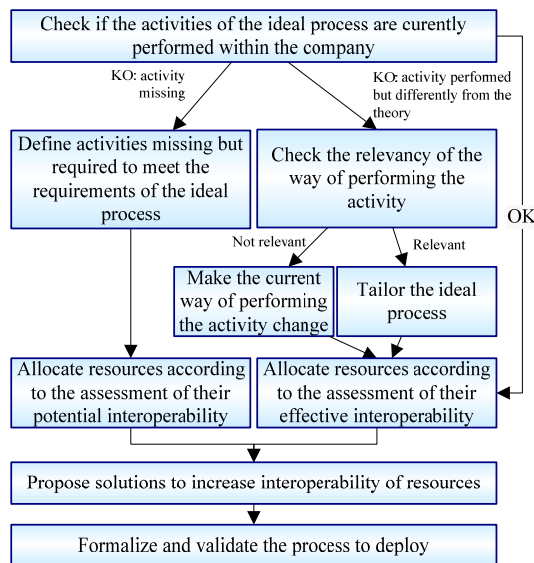 Check if the activities of the ideal process are curently
performed within the company
KO: activity
missing
KO: activity performed
but differently from the
theory
Define activities missing but
required to meet the
requirements of the ideal
process
Check the relevancy of the
way of performing the
activity
OK
Not relevant
Relevant
Make the current
way of performing
the activity change
Tailor the ideal
process
Allocate resources according
to the assessment of their
potential interoperability
Allocate resources according
to the assessment of their
effective interoperability
Propose solutions to increase interoperability of resources
Formalize and validate the process to deploy